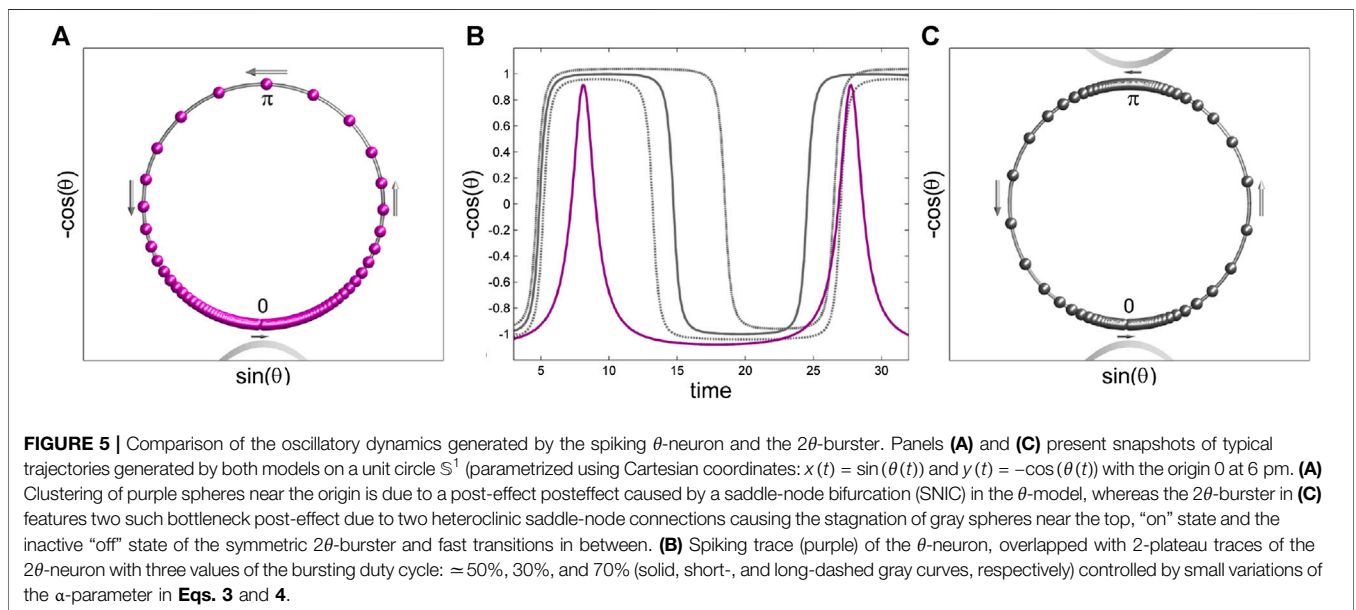 A
π
0
-cos(θ)
sin(θ)
B
1
0.8
0.6
0.4
0.2
0
-0.2
-0.4
-0.6
-0.8
-1
-cos(θ)
5 10 15 20 25 30
time
C
π
0
-cos(θ)
sin(θ)
FIGURE 5 | Comparison of the oscillatory dynamics generated by the spiking θ-neuron and the 2θ-burster. Panels (A) and (C) present snapshots of typical
trajectories generated by both models on a unit circle 𝕊¹ (parametrized using Cartesian coordinates: x (t) = sin (θ(t)) and y (t) = −cos (θ(t)) with the origin 0 at 6 pm. (A)
Clustering of purple spheres near the origin is due to a post-effect posteffect caused by a saddle-node bifurcation (SNIC) in the θ-model, whereas the 2θ-burster in (C)
features two such bottleneck post-effect due to two heteroclinic saddle-node connections causing the stagnation of gray spheres near the top, “on” state and the
inactive “off” state of the symmetric 2θ-burster and fast transitions in between. (B) Spiking trace (purple) of the θ-neuron, overlapped with 2-plateau traces of the
2θ-neuron with three values of the bursting duty cycle: ≃ 50%, 30%, and 70% (solid, short-, and long-dashed gray curves, respectively) controlled by small variations of
the α-parameter in Eqs. 3 and 4.